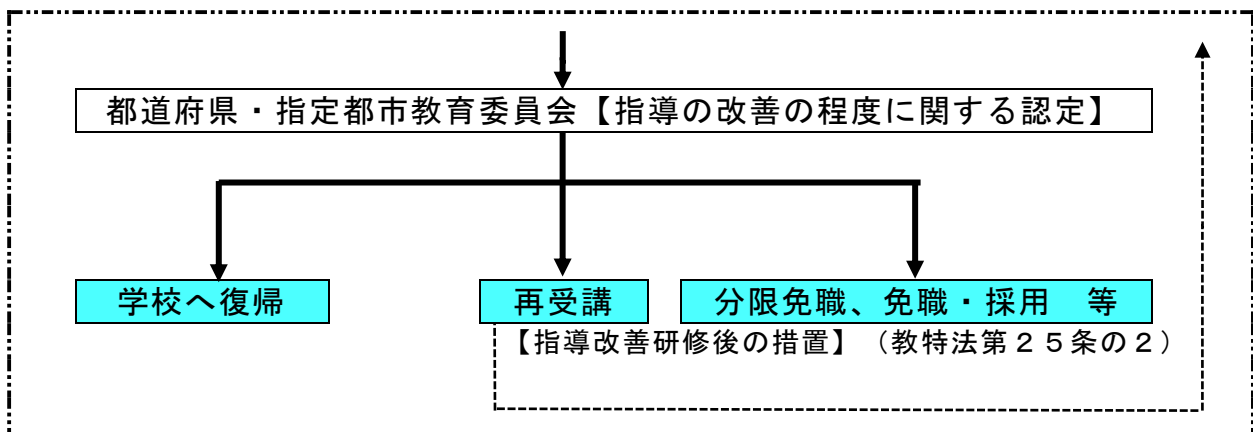 都道府県・指定都市教育委員会【指導の改善の程度に関する認定】
学校へ復帰
再受講
分限免職、免職・採用　等
【指導改善研修後の措置】（教特法第２５条の２）